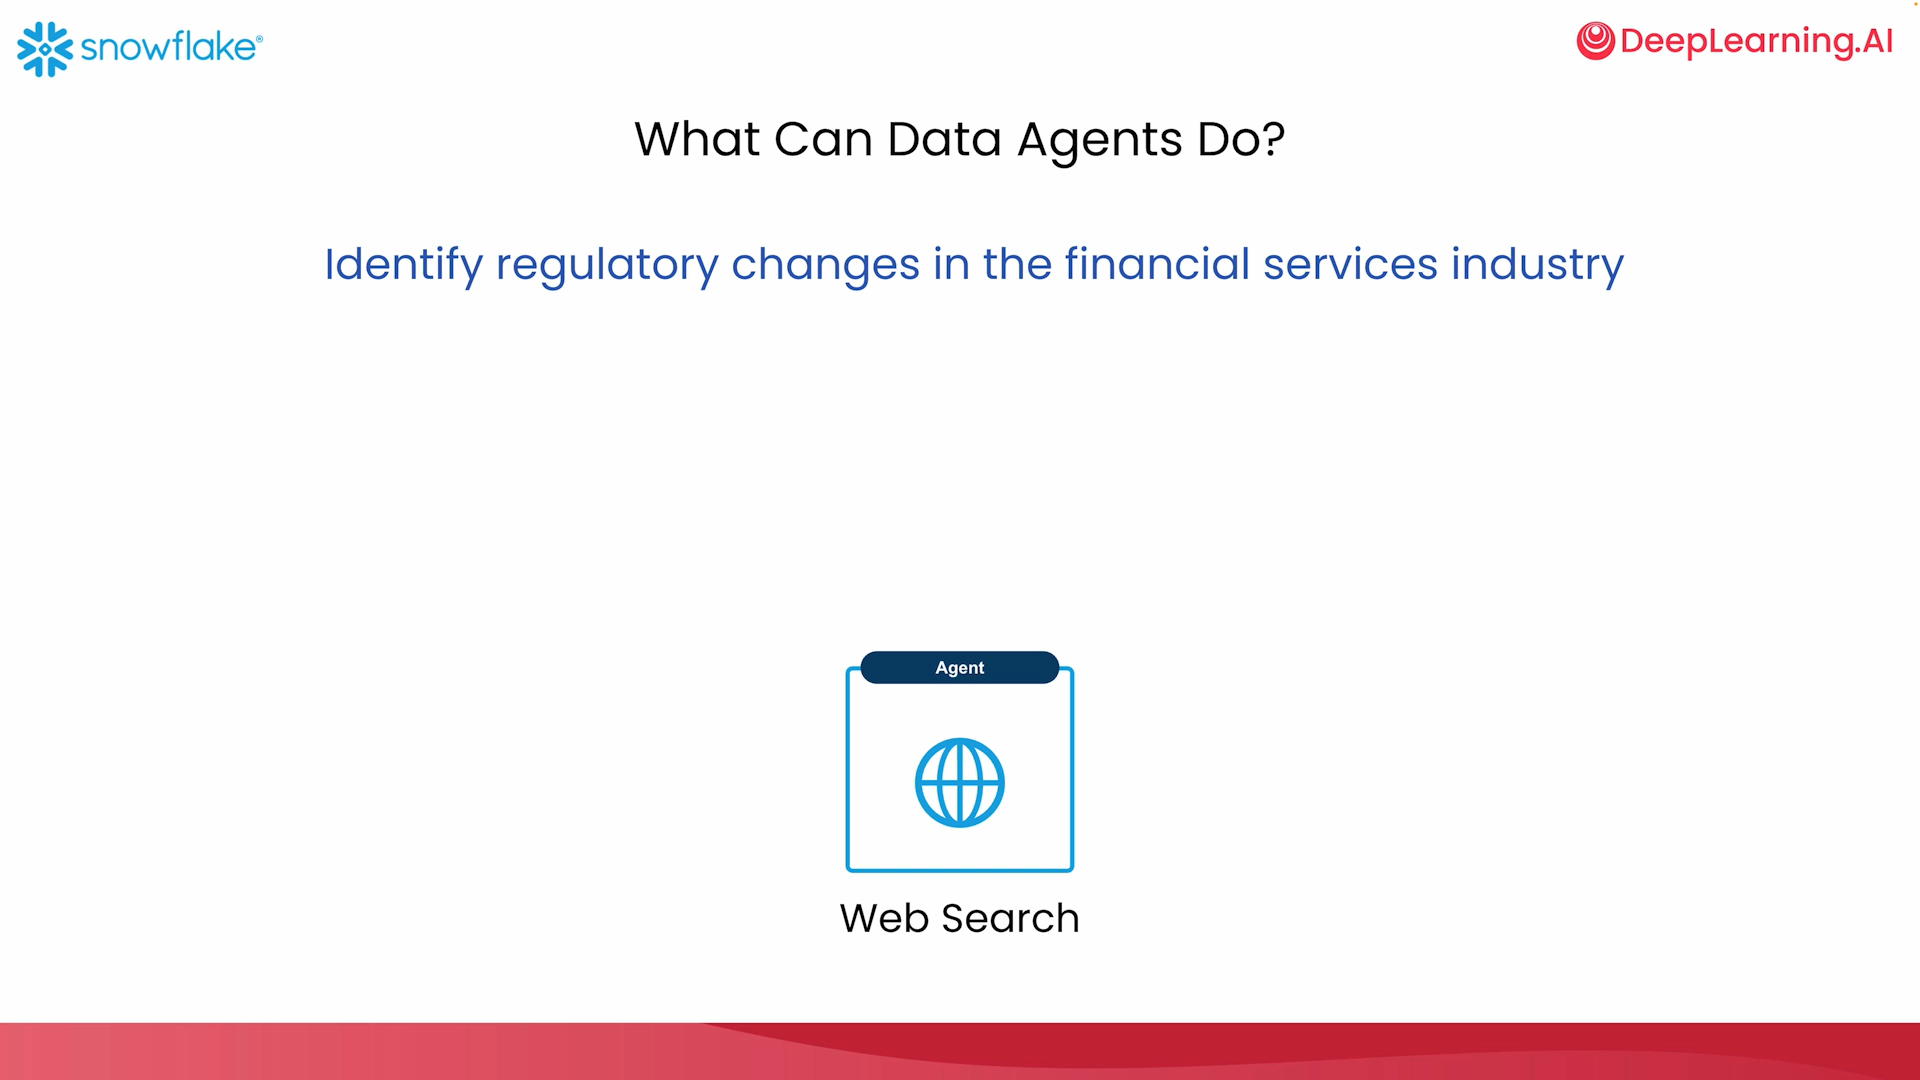 snowflake®
DeepLearning.AI
What Can Data Agents Do?
Identify regulatory changes in the financial services industry
Agent
Web Search